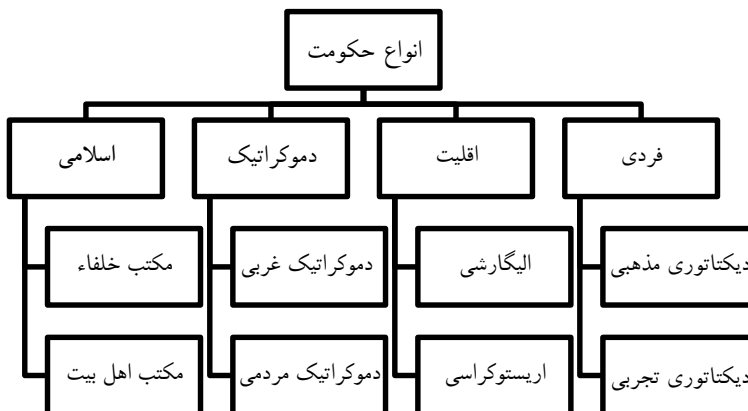 انواع حکومت
فردی
اقلیت
دموکراتیک
اسلامی
دیکتاتوری مذهبی
الیگارشی
دموکراتیک غربی
مکتب خلفاء
دیکتاتوری تجربی
اریستوکراسی
دموکراتیک مردمی
مکتب اهل بیت